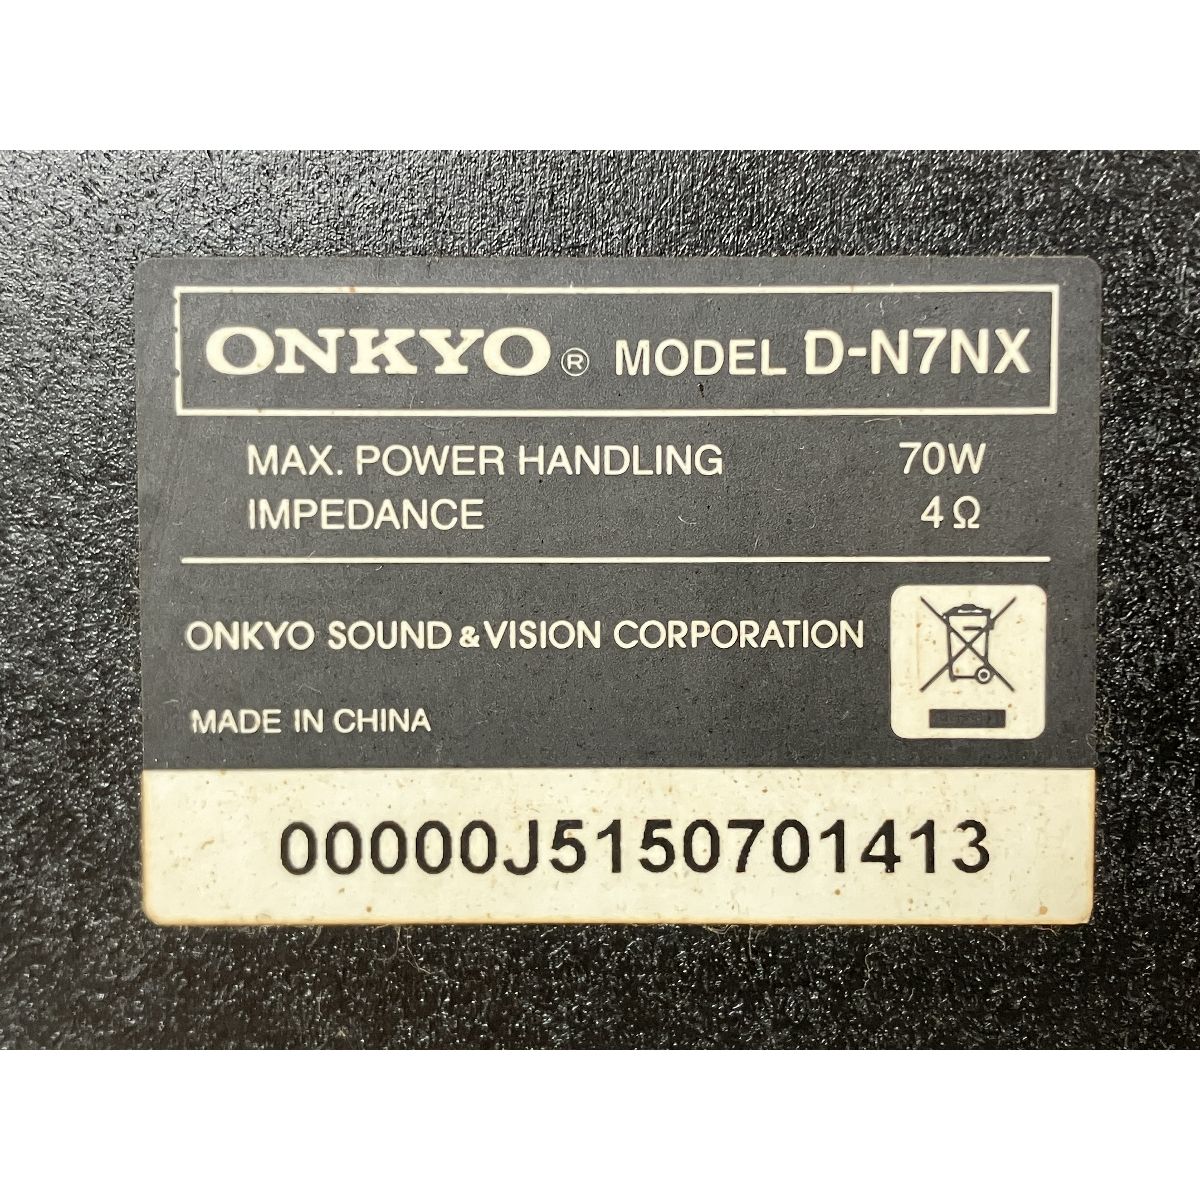 ONKYO® MODEL D-N7NX
MAX. POWER HANDLING 70W
IMPEDANCE 4Ω
ONKYO SOUND & VISION CORPORATION
MADE IN CHINA
00000J5150701413